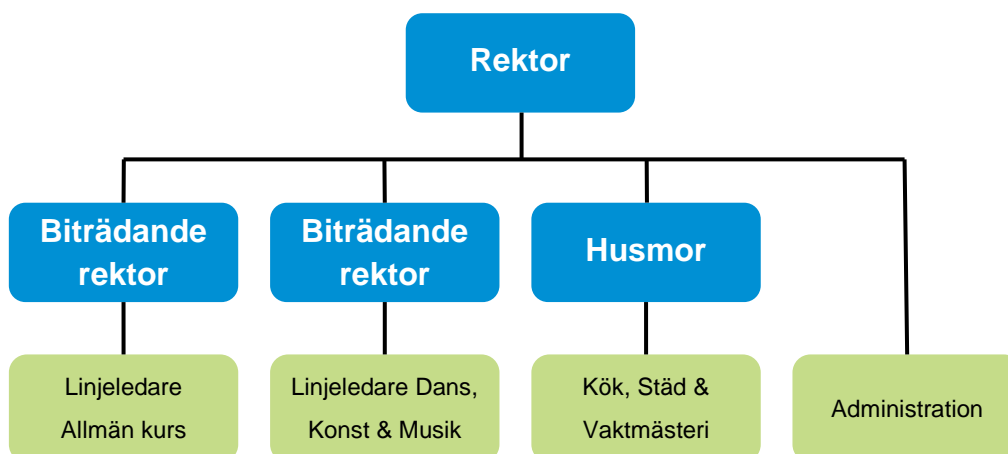 Rektor
Biträdande
rektor
Biträdande
rektor
Husmor
Linjeledare
Allmän kurs
Linjeledare Dans,
Konst & Musik
Kök, Städ &
Vaktmästeri
Administration